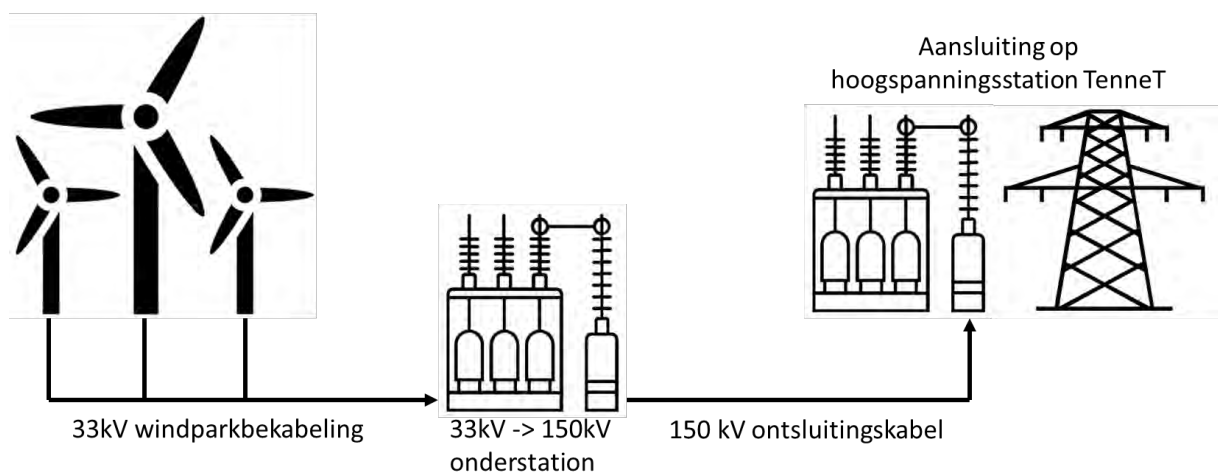 Aansluiting op
hoogspanningsstation TenneT
33kV windparkbekabeling
33kV -> 150kV
onderstation
150 kV ontsluitingskabel